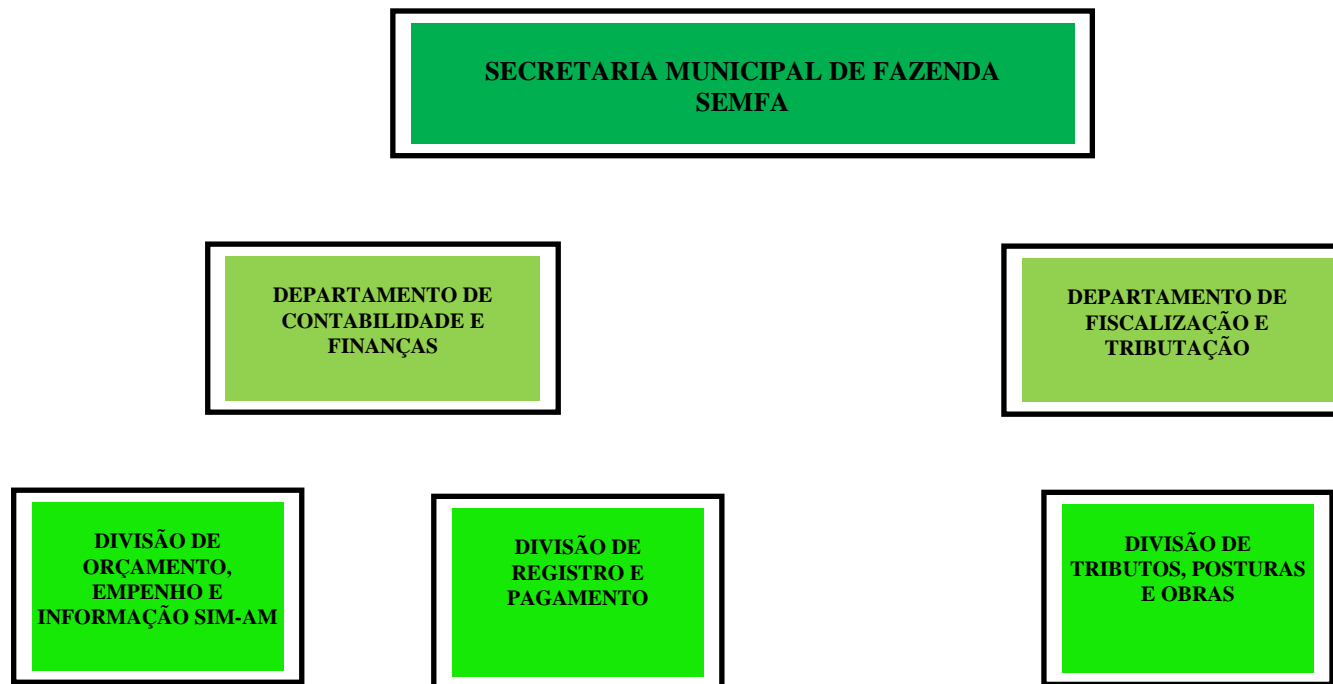 SECRETARIA MUNICIPAL DE FAZENDA
SEMFA
DEPARTAMENTO DE
CONTABILIDADE E
FINANÇAS
DEPARTAMENTO DE
FISCALIZAÇÃO E
TRIBUTAÇÃO
DIVISÃO DE
ORÇAMENTO,
EMPENHO E
INFORMAÇÃO SIM-AM
DIVISÃO DE
REGISTRO E
PAGAMENTO
DIVISÃO DE
TRIBUTOS, POSTURAS
E OBRAS